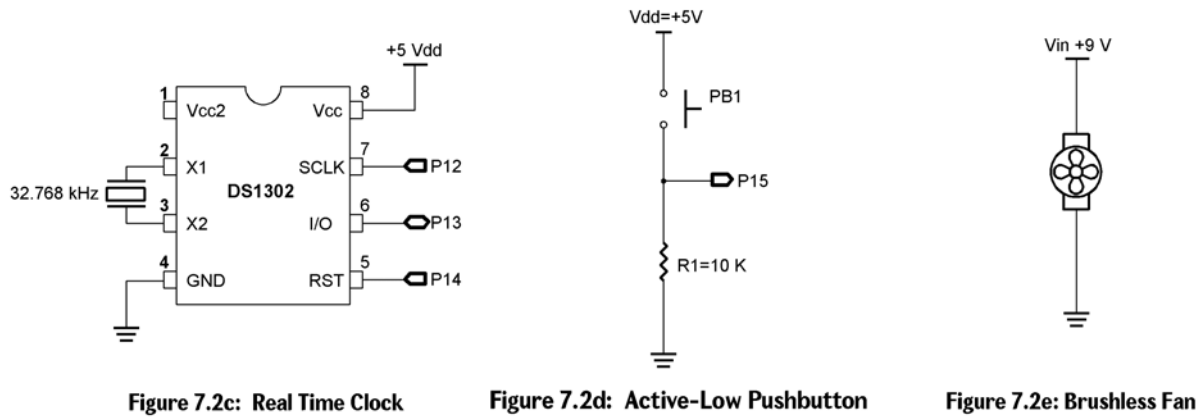 +5 Vdd
1
Vcc2
8
Vcc
2
X1
7
SCLK
P12
32.768 kHz
DS1302
3
X2
6
I/O
P13
4
GND
5
RST
P14
Figure 7.2c: Real Time Clock
Vdd=+5V
PB1
P15
R1=10 K
Figure 7.2d: Active-Low Pushbutton
Vin +9 V
Figure 7.2e: Brushless Fan